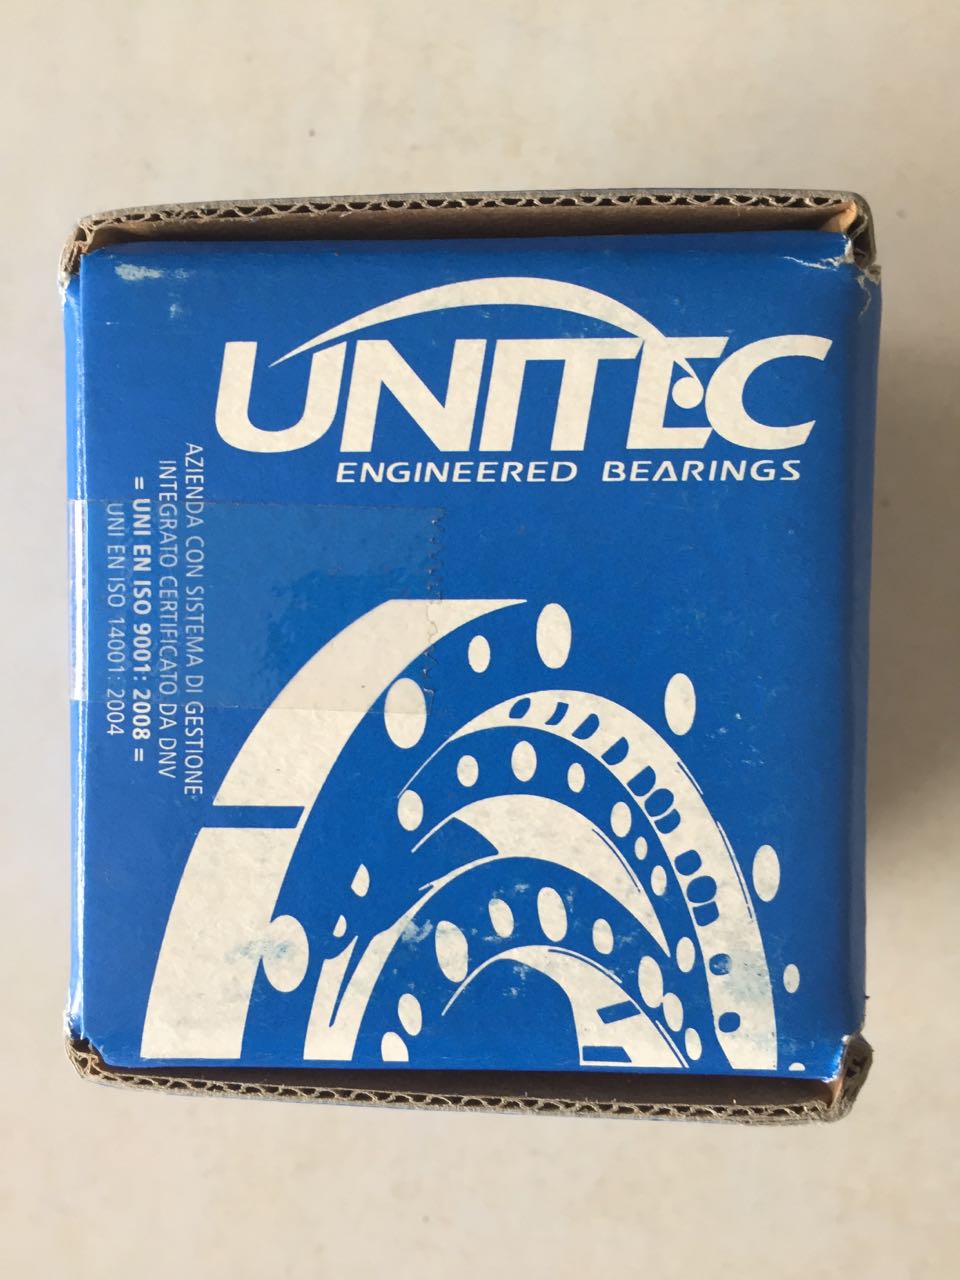 UNITEC
ENGINEERED BEARINGS
AZIENDA CON SISTEMA DI GESTIONE
INTEGRATO CERTIFICATO DA DNV
= UNI EN ISO 9001: 2008 =
UNI EN ISO 14001: 2004